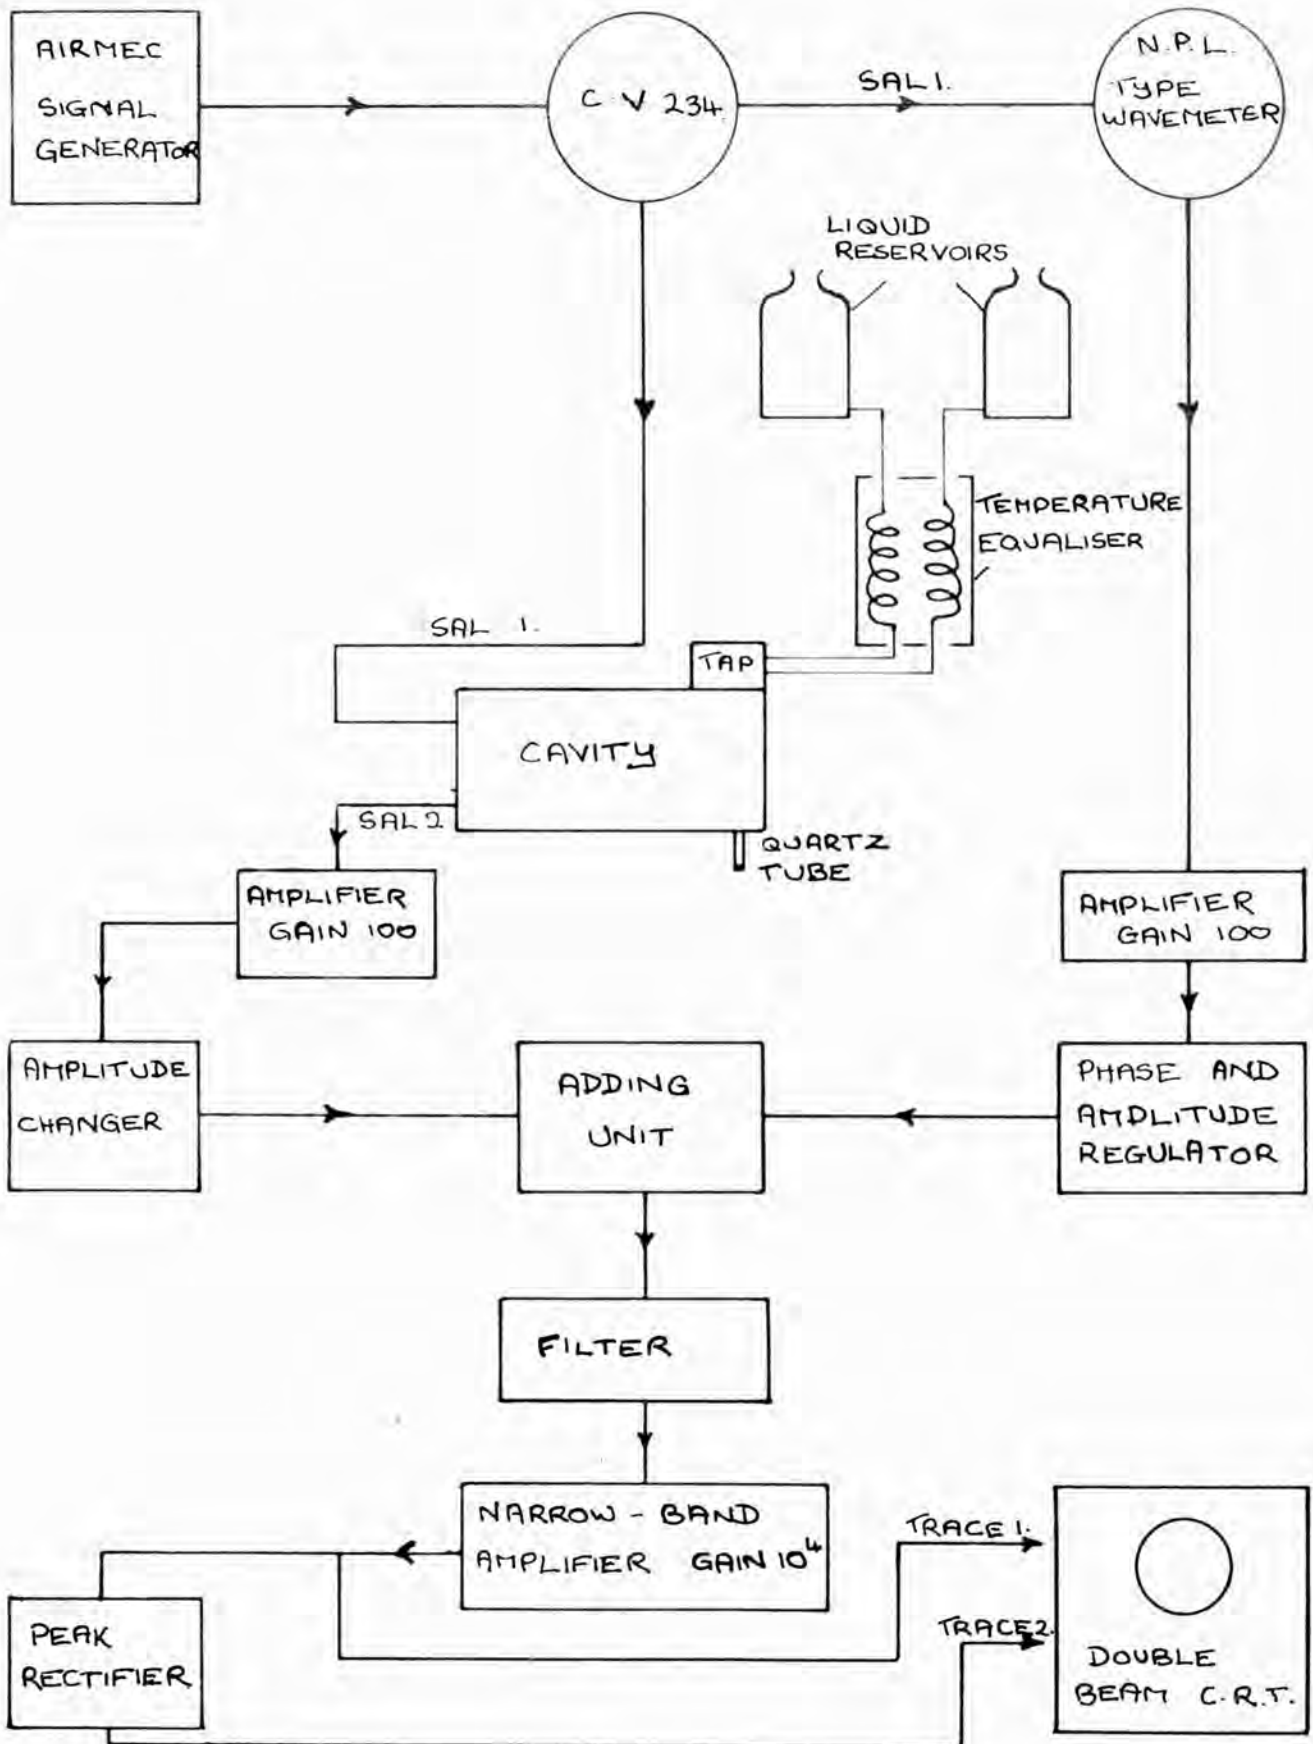 AIRMEC
SIGNAL
GENERATOR
C V 234.
SAL 1.
N.P.L.
TYPE
WAVEMETER
LIQUID
RESERVOIRS
TEMPERATURE
EQUALISER
SAL 1.
TAP
CAVITY
SAL 2
QUARTZ
TUBE
AMPLIFIER
GAIN 100
AMPLIFIER
GAIN 100
AMPLITUDE
CHANGER
ADDING
UNIT
PHASE AND
AMPLITUDE
REGULATOR
FILTER
NARROW - BAND
AMPLIFIER GAIN 10⁴
TRACE 1.
TRACE 2.
PEAK
RECTIFIER
DOUBLE
BEAM C.R.T.